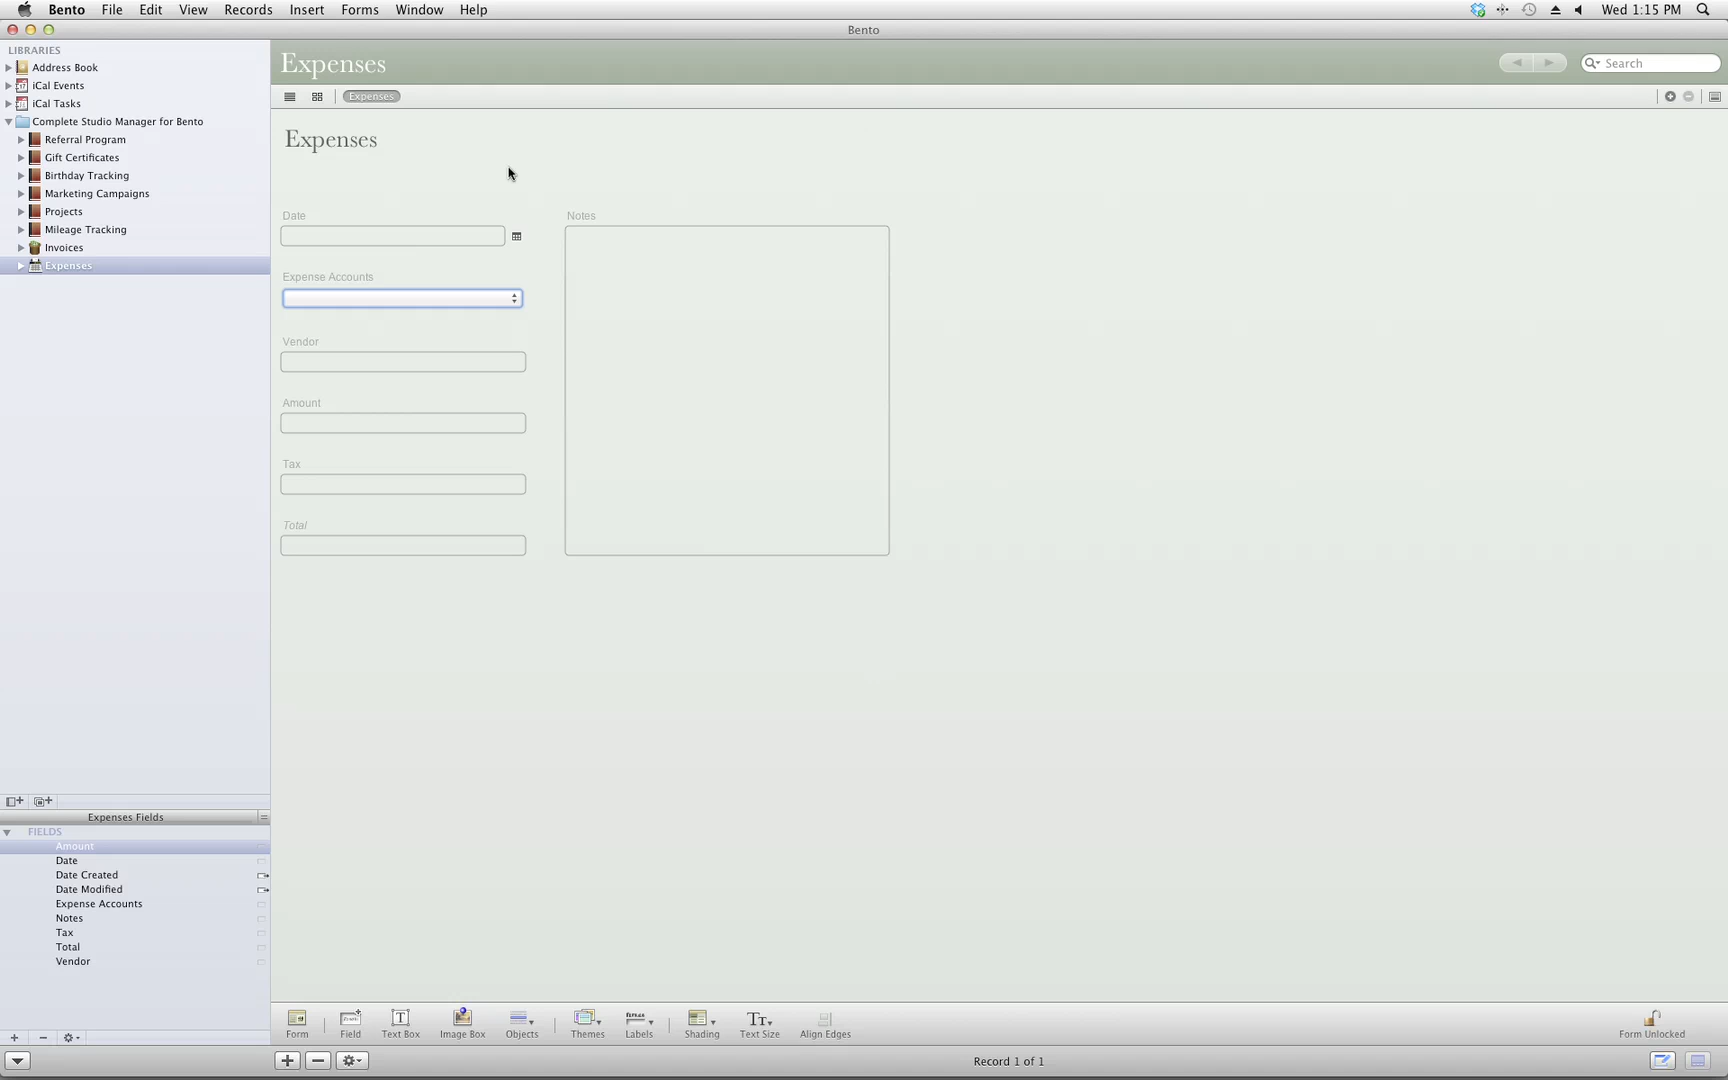 Bento File Edit View Records Insert Forms Window Help Wed 1:15 PM
Bento
LIBRARIES
Address Book
iCal Events
iCal Tasks
Complete Studio Manager for Bento
Referral Program
Gift Certificates
Birthday Tracking
Marketing Campaigns
Projects
Mileage Tracking
Invoices
Expenses
Expenses
Search
Expenses
Expenses
Date
Notes
Expense Accounts
Vendor
Amount
Tax
Total
Expenses Fields
FIELDS
Amount
Date
Date Created
Date Modified
Expense Accounts
Notes
Tax
Total
Vendor
Form Field Text Box Image Box Objects Themes Labels Shading Text Size Align Edges Form Unlocked
Record 1 of 1